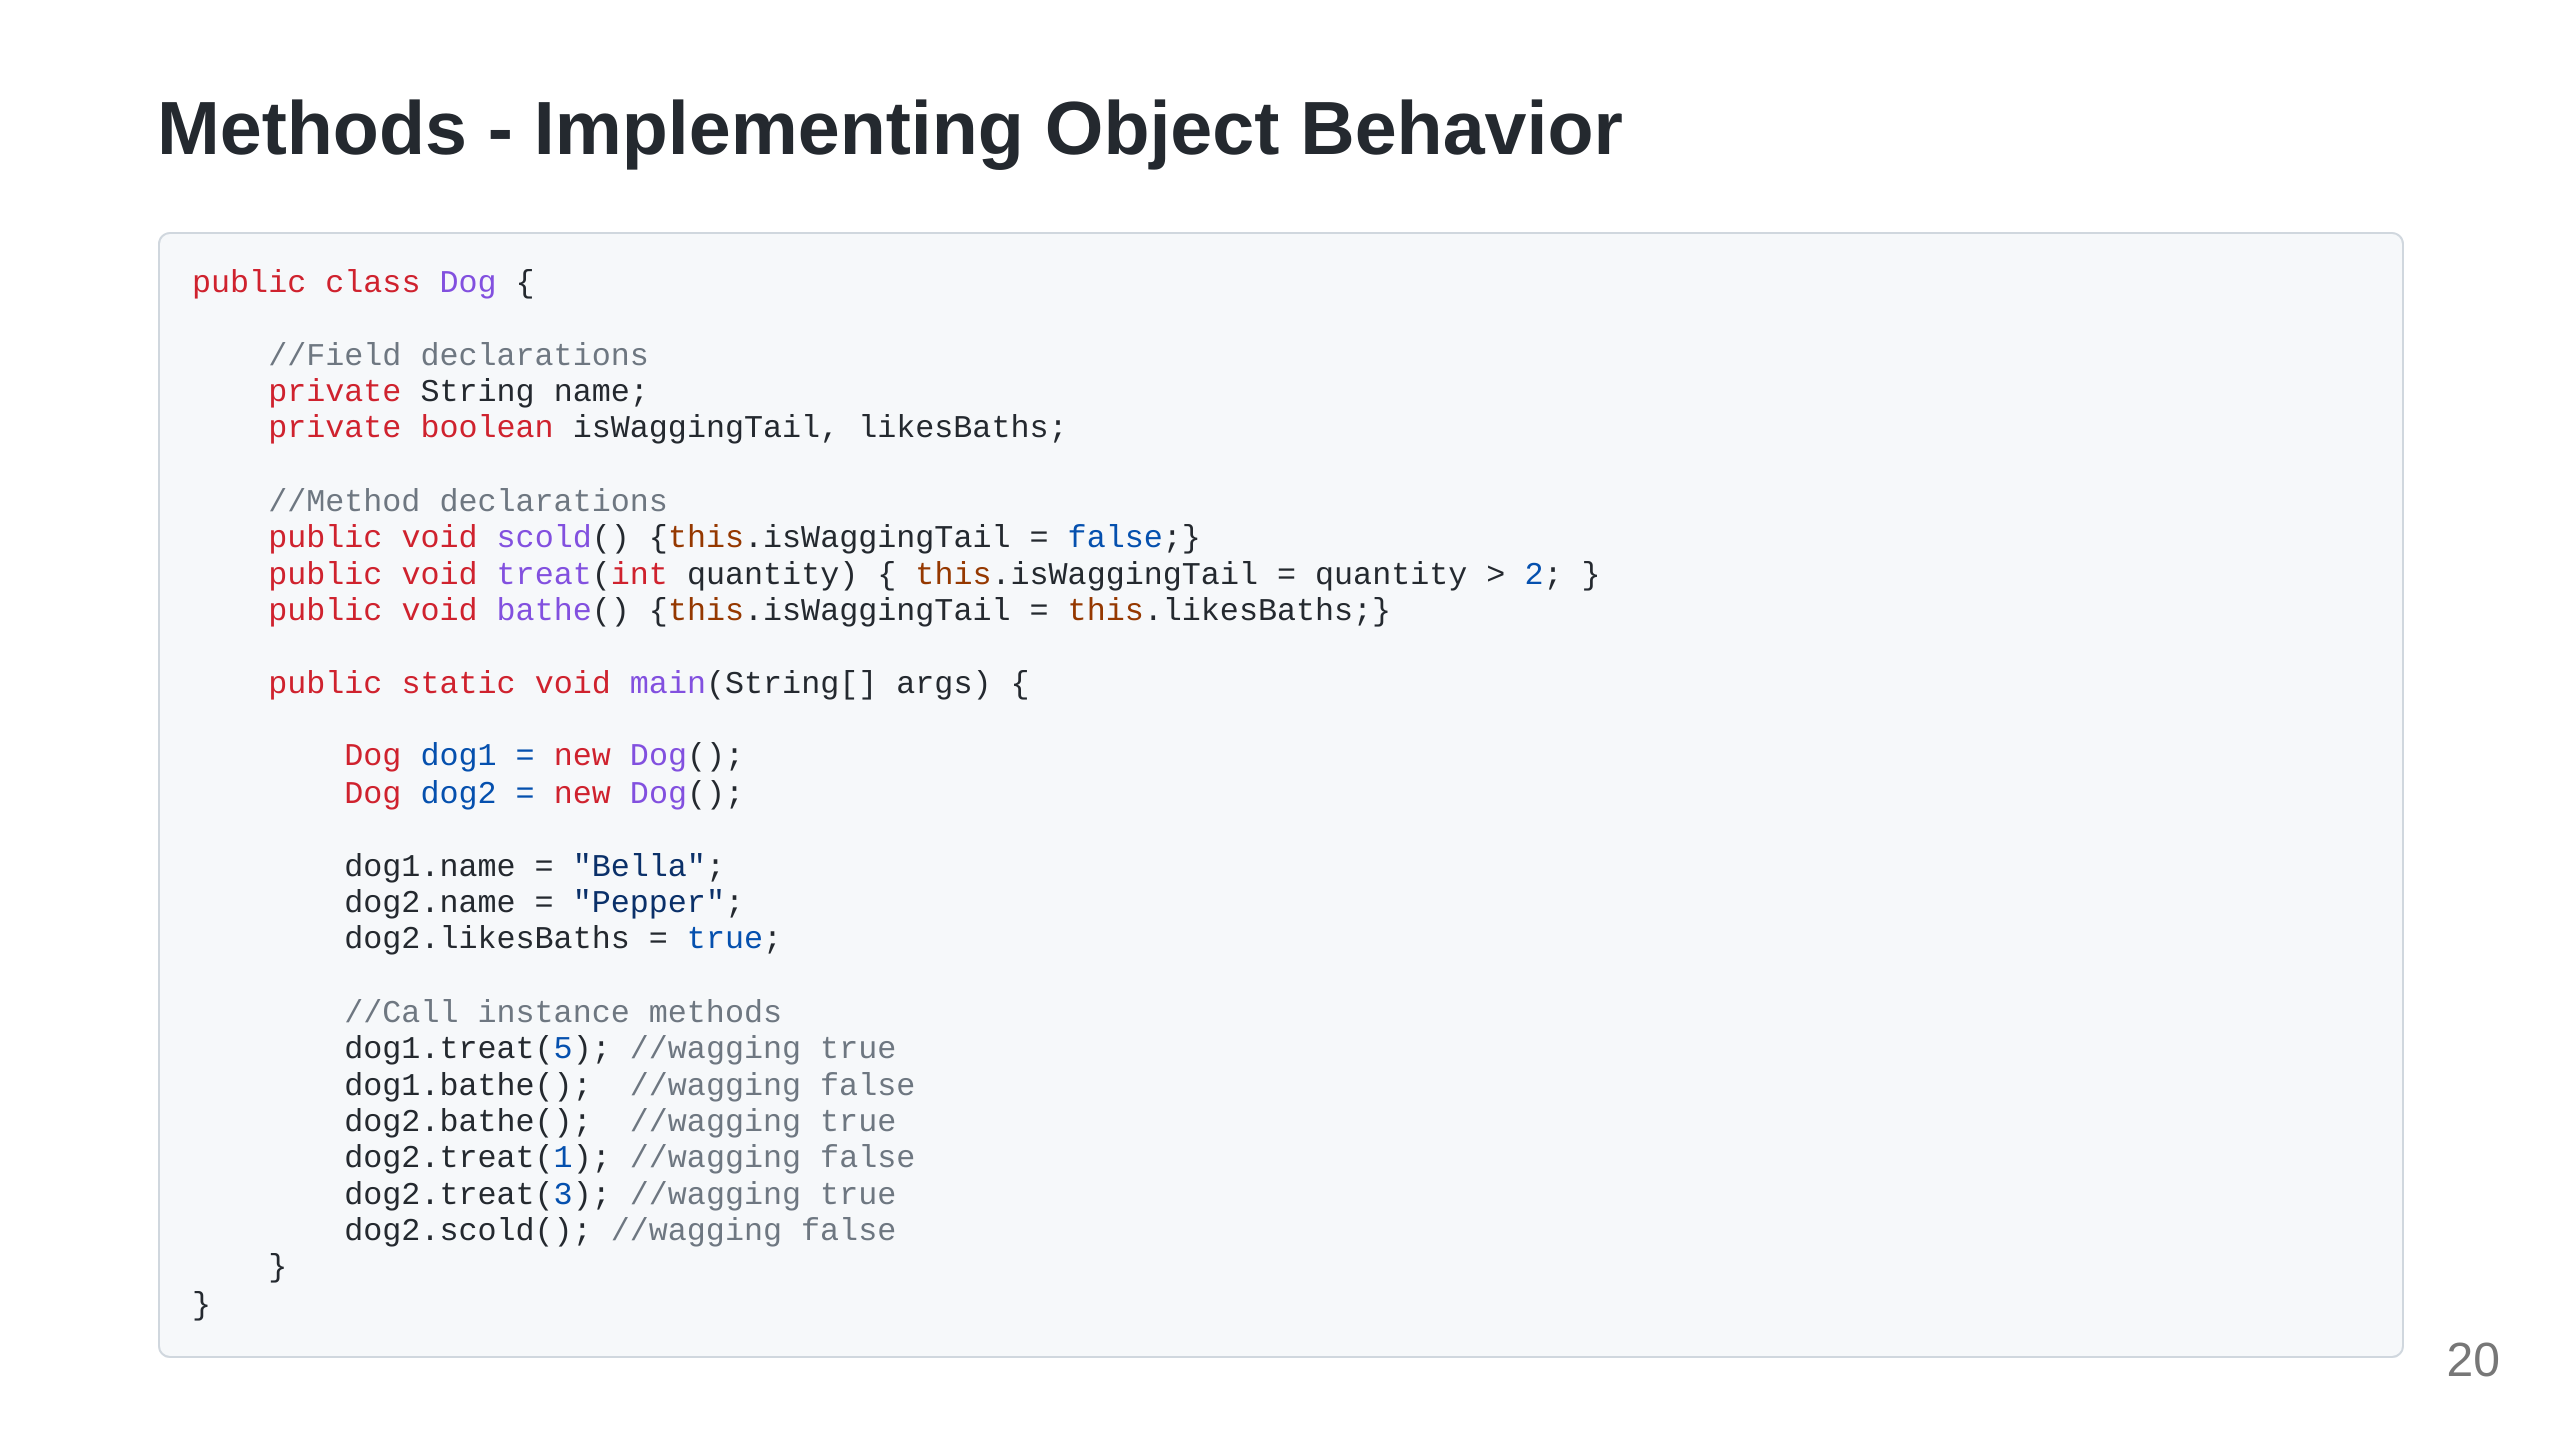 Methods - Implementing Object Behavior
public class Dog {
//Field declarations
private String name;
private boolean isWaggingTail, likesBaths;
//Method declarations
public void scold() {this.isWaggingTail = false;}
public void treat(int quantity) { this.isWaggingTail = quantity > 2; }
public void bathe() {this.isWaggingTail = this.likesBaths;}
public static void main(String[] args) {
Dog dog1 = new Dog();
Dog dog2 = new Dog();
dog1.name = "Bella";
dog2.name = "Pepper";
dog2.likesBaths = true;
//Call instance methods
dog1.treat(5); //wagging true
dog1.bathe();  //wagging false
dog2.bathe();  //wagging true
dog2.treat(1); //wagging false
dog2.treat(3); //wagging true
dog2.scold(); //wagging false
}
}
20